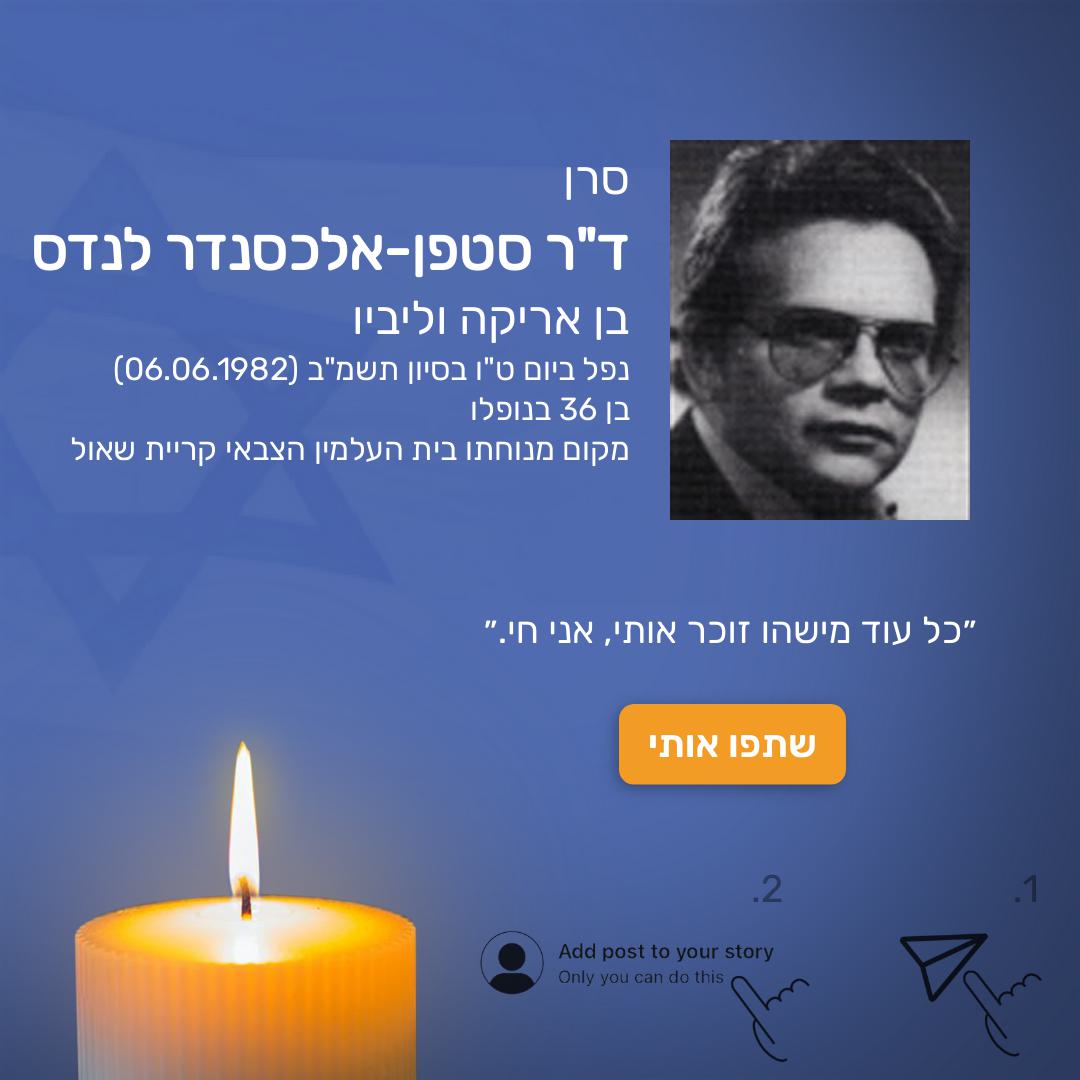 סרן
ד"ר סטפן-אלכסנדר לנדס
בן אריקה וליביו
נפל ביום ט"ו בסיון תשמ"ב (06.06.1982)
בן 36 בנופלו
מקום מנוחתו בית העלמין הצבאי קריית שאול
״כל עוד מישהו זוכר אותי, אני חי.״
שתפו אותי
1.
2.
Add post to your story
Only you can do this